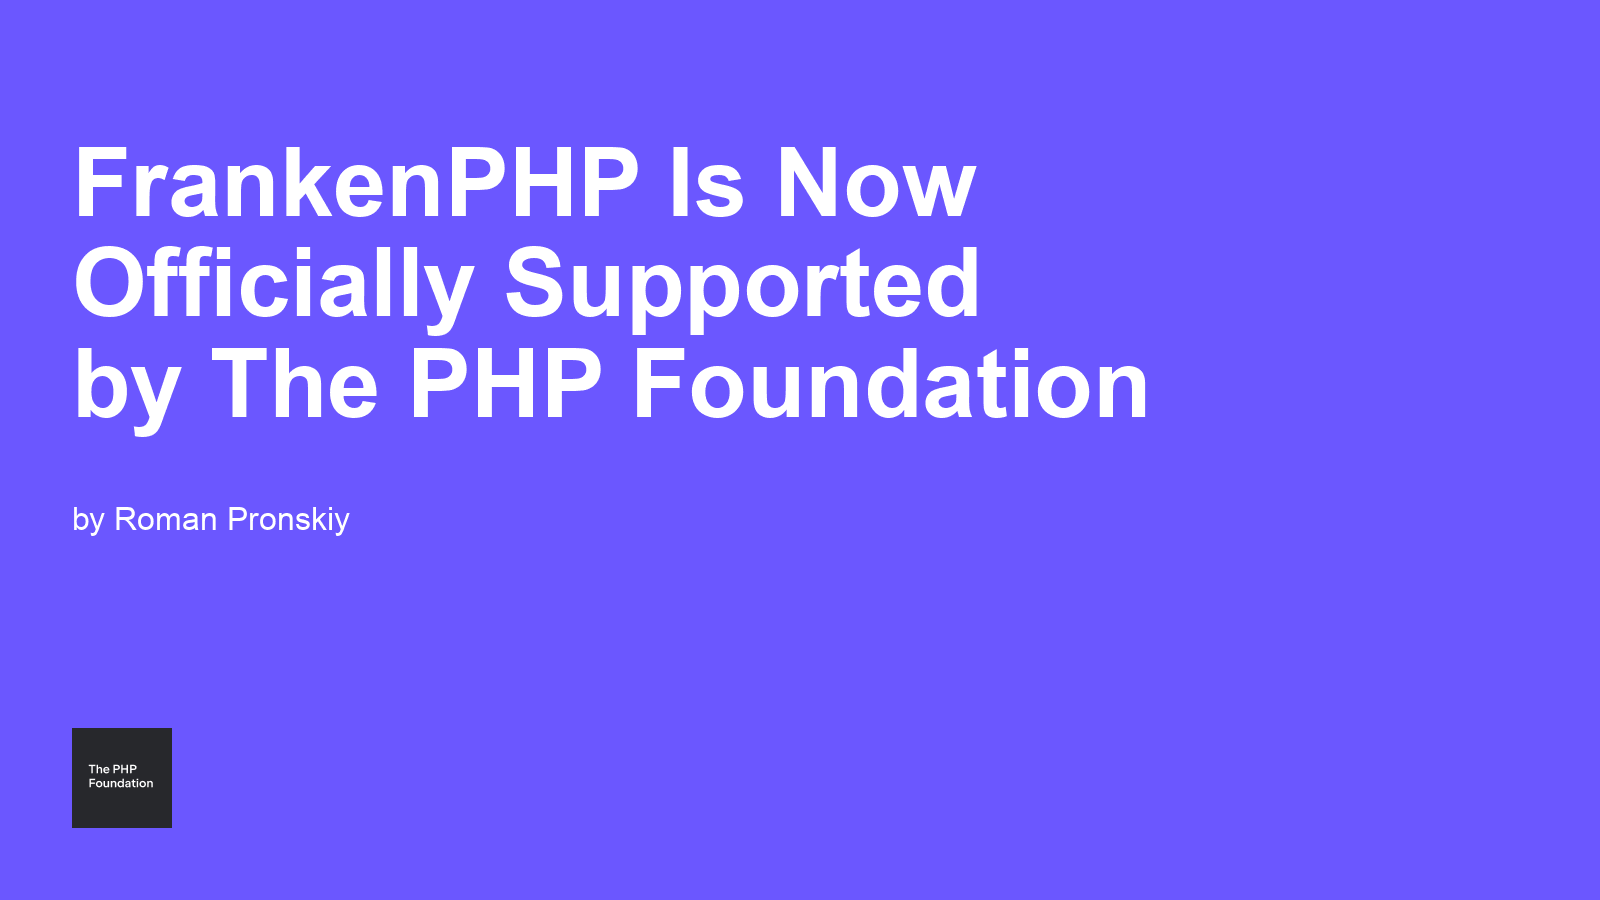 FrankenPHP Is Now
Officially Supported
by The PHP Foundation
by Roman Pronskiy
The PHP
Foundation